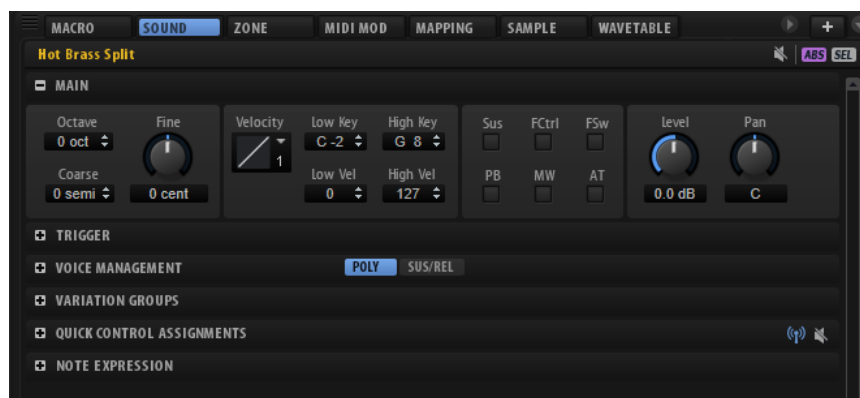 MACRO SOUND ZONE MIDI MOD MAPPING SAMPLE WAVETABLE +
Hot Brass Split ABS SEL
MAIN
Octave Fine Velocity Low Key High Key Sus FCtrl FSw Level Pan
0 oct C -2 G 8
1
Coarse Low Vel High Vel PB MW AT
0 semi 0 cent 0 127 0.0 dB C
TRIGGER
VOICE MANAGEMENT POLY SUS/REL
VARIATION GROUPS
QUICK CONTROL ASSIGNMENTS
NOTE EXPRESSION